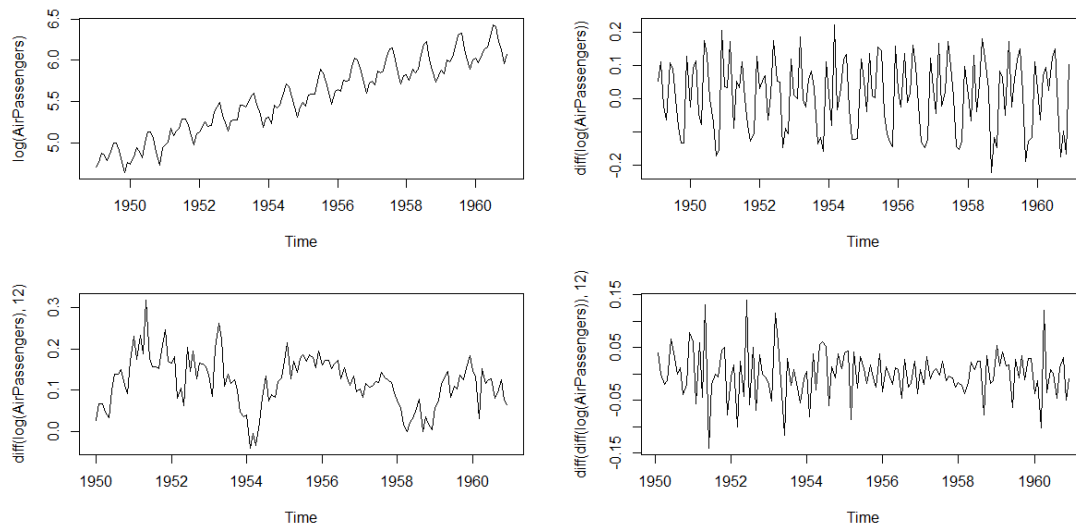 log(AirPassengers)
6.5
6.0
5.5
5.0
1950 1952 1954 1956 1958 1960
Time
diff(log(AirPassengers))
0.2
0.1
0.0
-0.2
1950 1952 1954 1956 1958 1960
Time
diff(log(AirPassengers), 12)
0.3
0.2
0.1
0.0
1950 1952 1954 1956 1958 1960
Time
diff(diff(log(AirPassengers)), 12)
0.15
0.05
-0.05
-0.15
1950 1952 1954 1956 1958 1960
Time